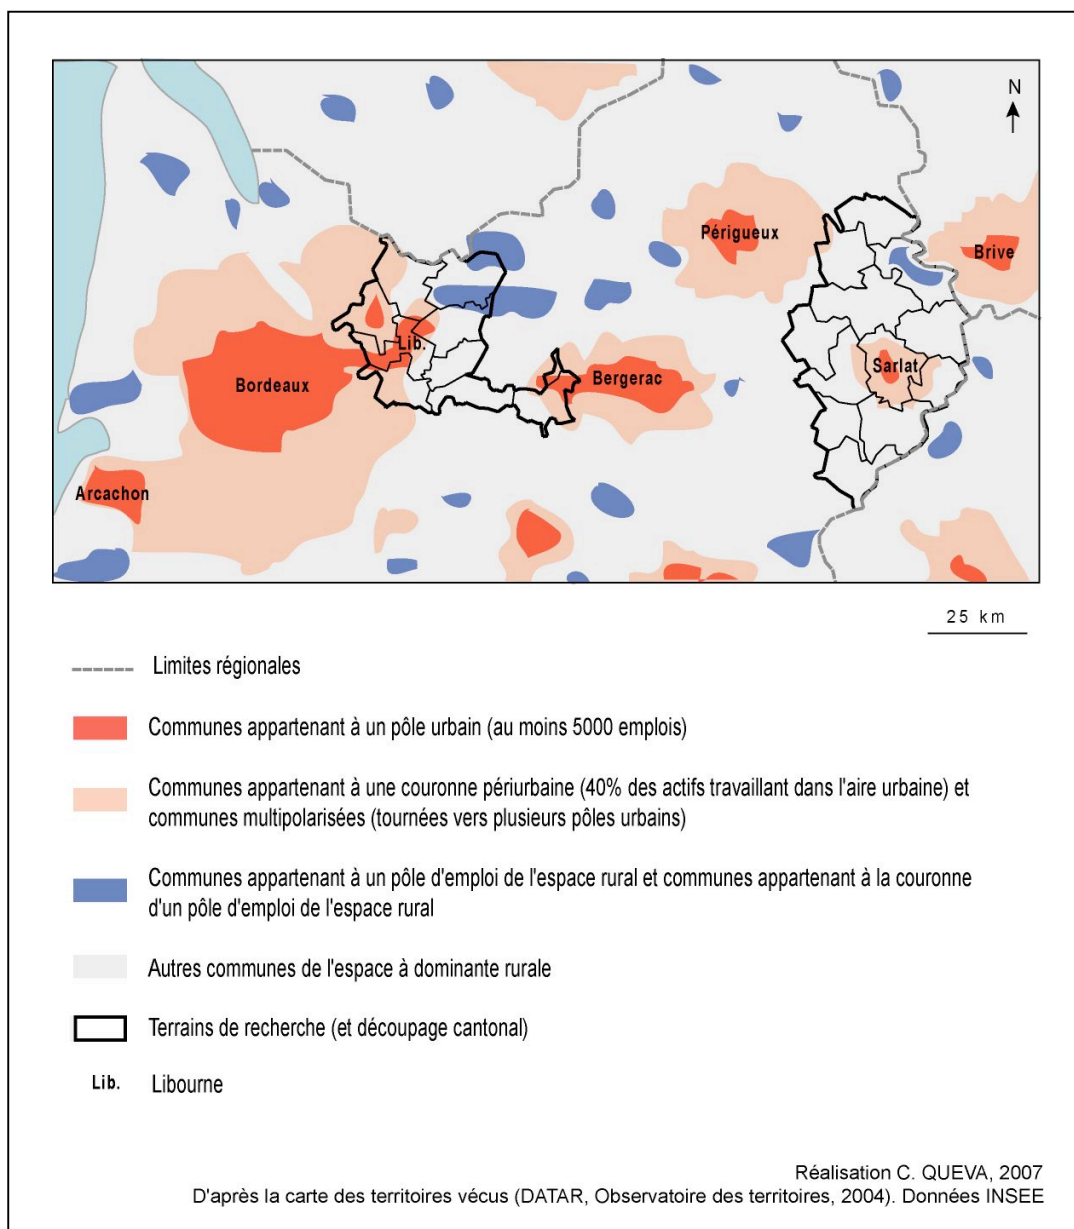 N
Périgueux
Brive
Lib.
Sarlat
Bordeaux
Bergerac
Arcachon
25 km
Limites régionales
Communes appartenant à un pôle urbain (au moins 5000 emplois)
Communes appartenant à une couronne périurbaine (40% des actifs travaillant dans l'aire urbaine) et
communes multipolarisées (tournées vers plusieurs pôles urbains)
Communes appartenant à un pôle d'emploi de l'espace rural et communes appartenant à la couronne
d'un pôle d'emploi de l'espace rural
Autres communes de l'espace à dominante rurale
Terrains de recherche (et découpage cantonal)
Lib. Libourne
Réalisation C. QUEVA, 2007
D'après la carte des territoires vécus (DATAR, Observatoire des territoires, 2004). Données INSEE